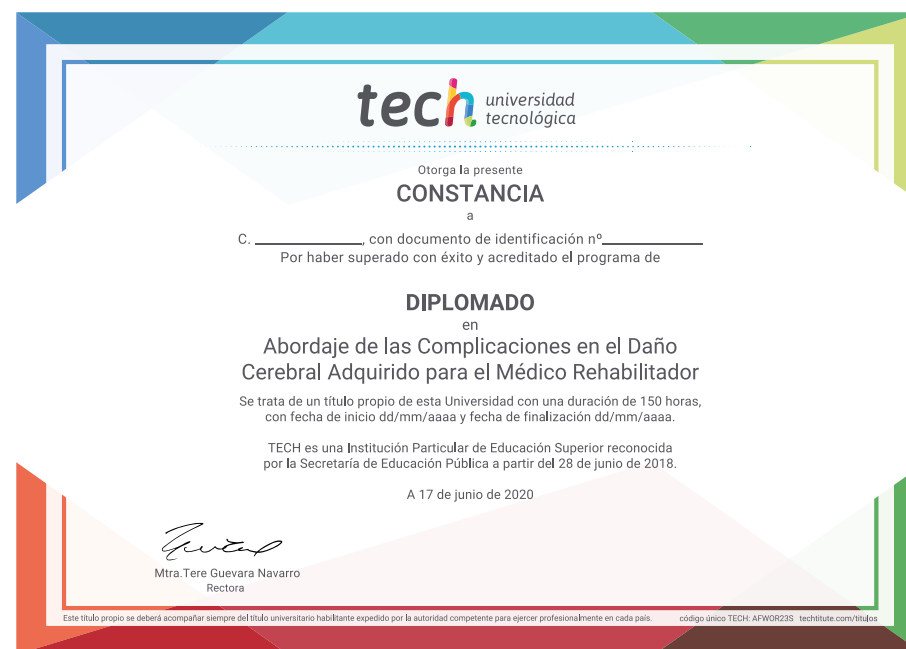 tech universidad
tecnológica
Otorga la presente
CONSTANCIA
a
C. ____________, con documento de identificación nº____________
Por haber superado con éxito y acreditado el programa de
DIPLOMADO
en
Abordaje de las Complicaciones en el Daño
Cerebral Adquirido para el Médico Rehabilitador
Se trata de un título propio de esta Universidad con una duración de 150 horas,
con fecha de inicio dd/mm/aaaa y fecha de finalización dd/mm/aaaa.
TECH es una Institución Particular de Educación Superior reconocida
por la Secretaría de Educación Pública a partir del 28 de junio de 2018.
A 17 de junio de 2020
Mtra.Tere Guevara Navarro
Rectora
Este título propio se deberá acompañar siempre del título universitario habilitante expedido por la autoridad competente para ejercer profesionalmente en cada país. código único TECH: AFWOR23S techtitute.com/titulos